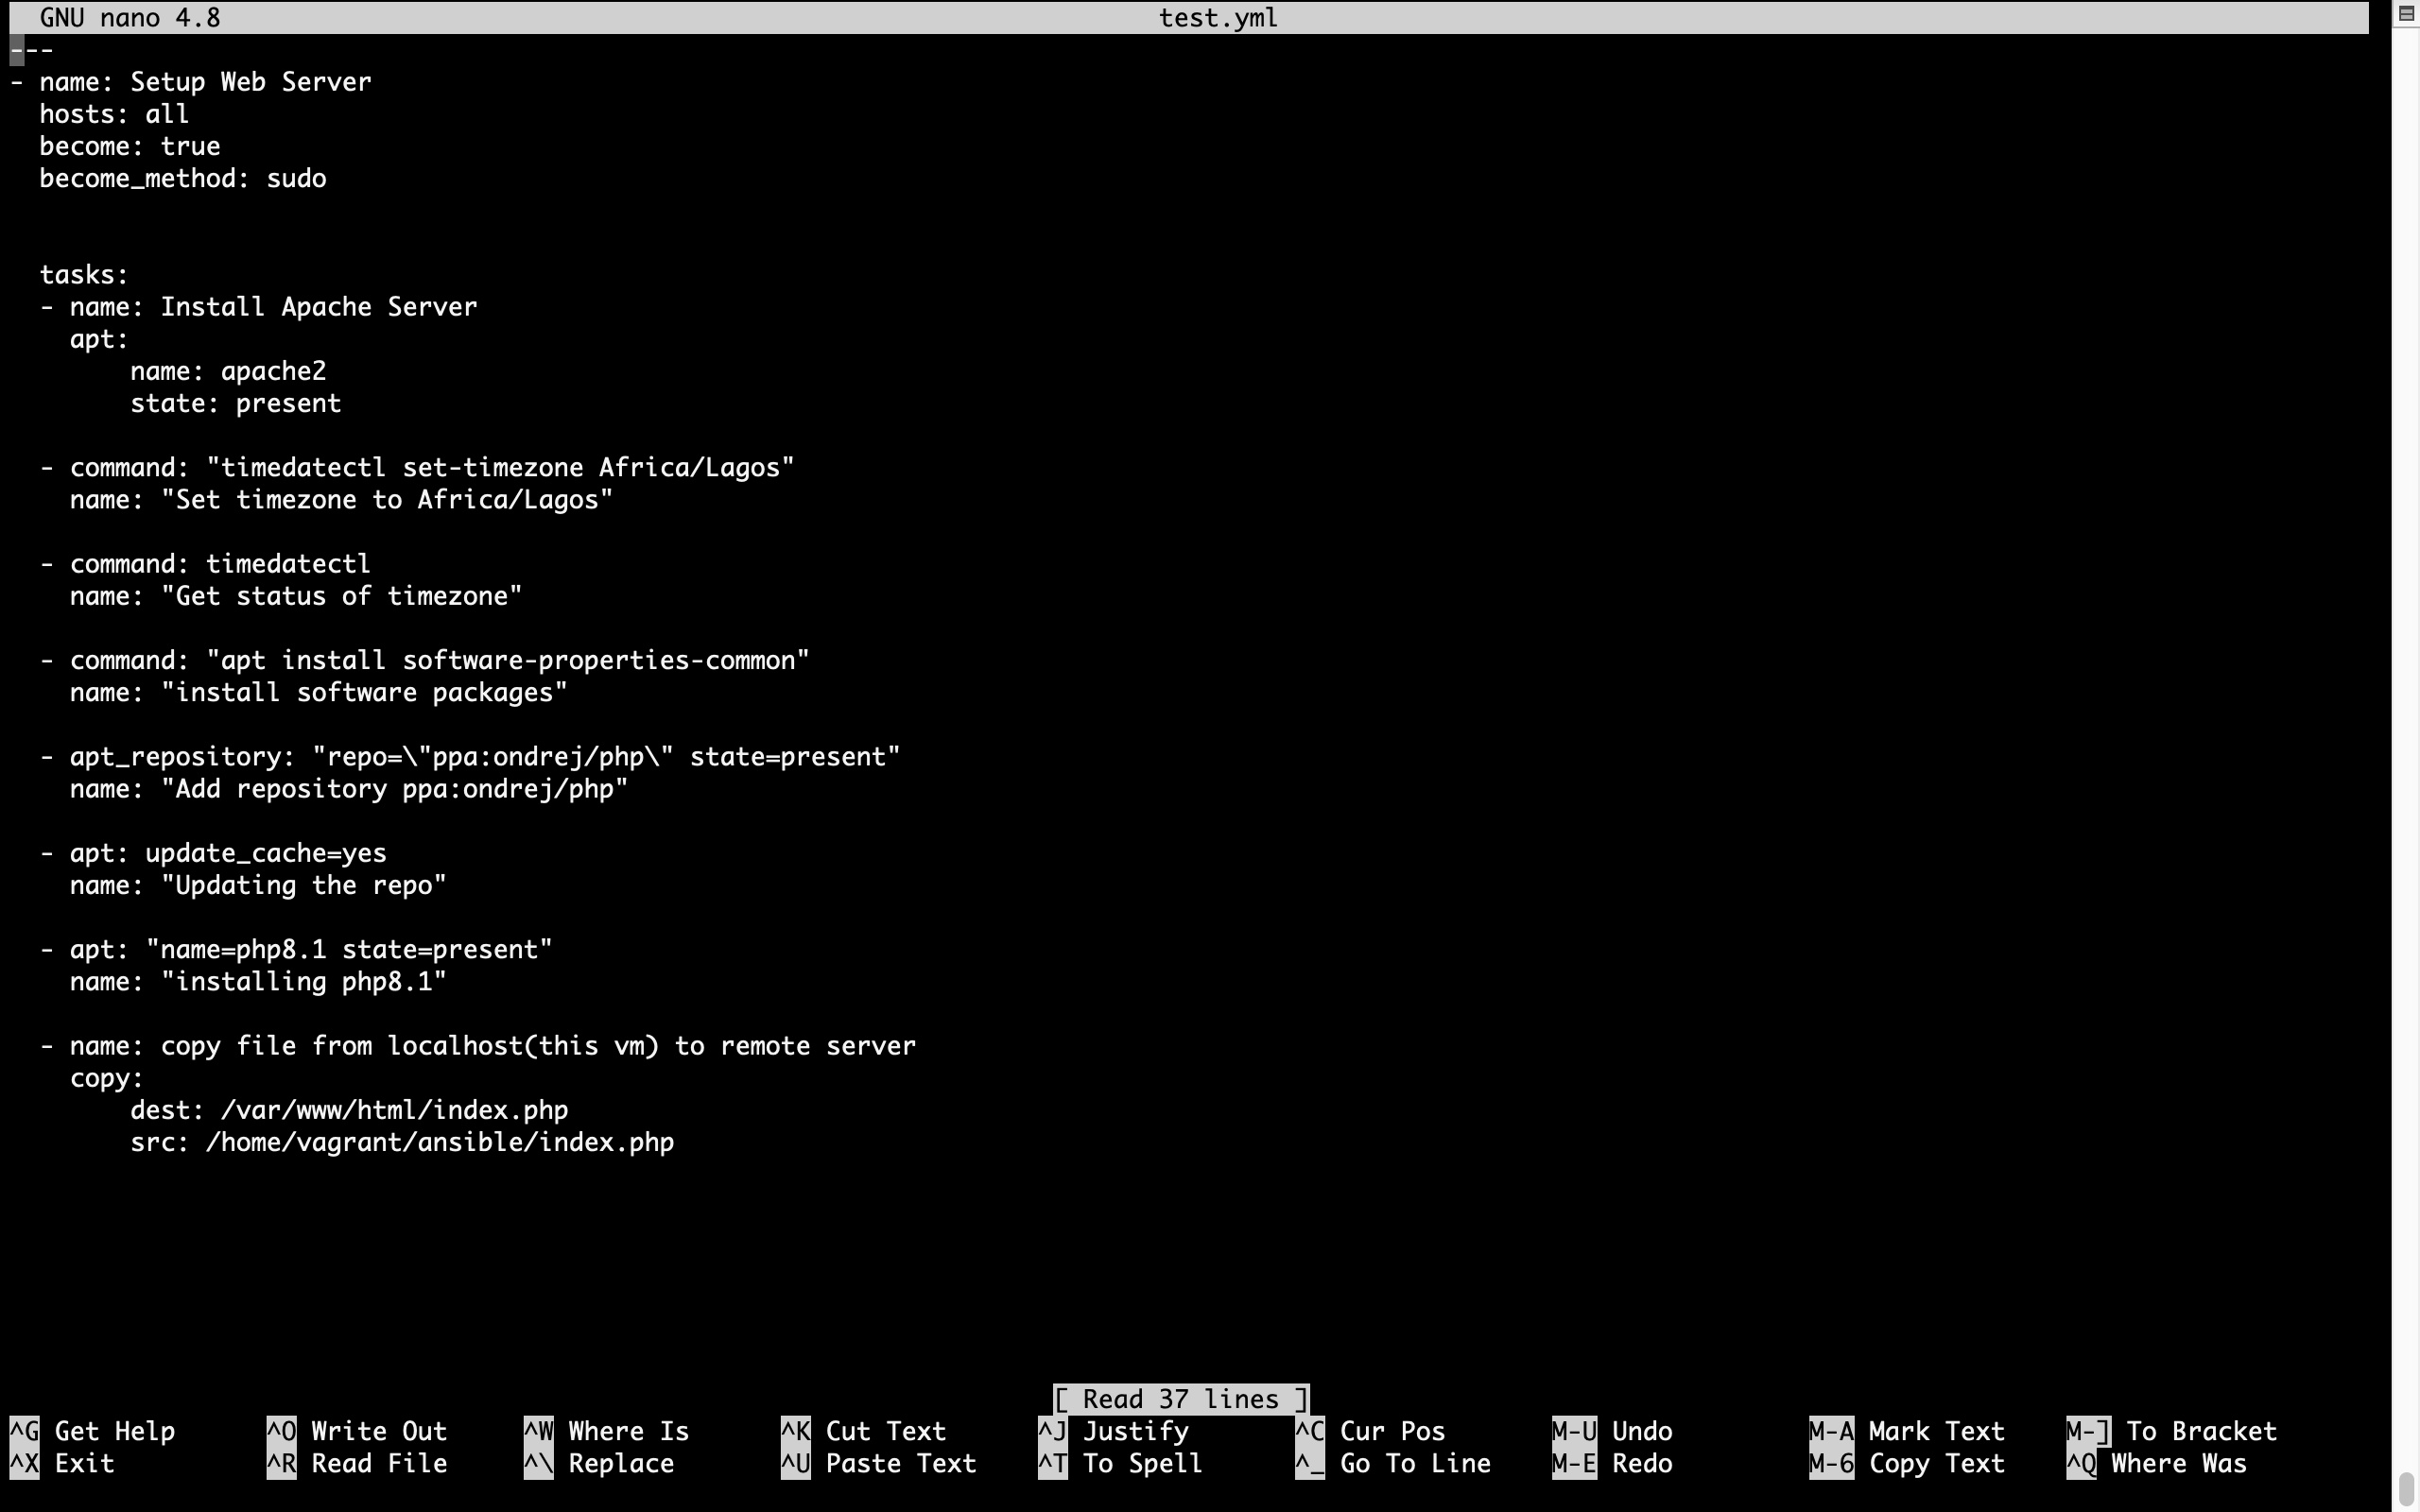 GNU nano 4.8 test.yml
---
- name: Setup Web Server
  hosts: all
  become: true
  become_method: sudo

  tasks:
  - name: Install Apache Server
    apt:
        name: apache2
        state: present

  - command: "timedatectl set-timezone Africa/Lagos"
    name: "Set timezone to Africa/Lagos"

  - command: timedatectl
    name: "Get status of timezone"

  - command: "apt install software-properties-common"
    name: "install software packages"

  - apt_repository: "repo=\"ppa:ondrej/php\" state=present"
    name: "Add repository ppa:ondrej/php"

  - apt: update_cache=yes
    name: "Updating the repo"

  - apt: "name=php8.1 state=present"
    name: "installing php8.1"

  - name: copy file from localhost(this vm) to remote server
    copy:
        dest: /var/www/html/index.php
        src: /home/vagrant/ansible/index.php

[ Read 37 lines ]
^G Get Help ^O Write Out ^W Where Is ^K Cut Text ^J Justify ^C Cur Pos M-U Undo M-A Mark Text M-] To Bracket
^X Exit ^R Read File ^\ Replace ^U Paste Text ^T To Spell ^_ Go To Line M-E Redo M-6 Copy Text ^Q Where Was